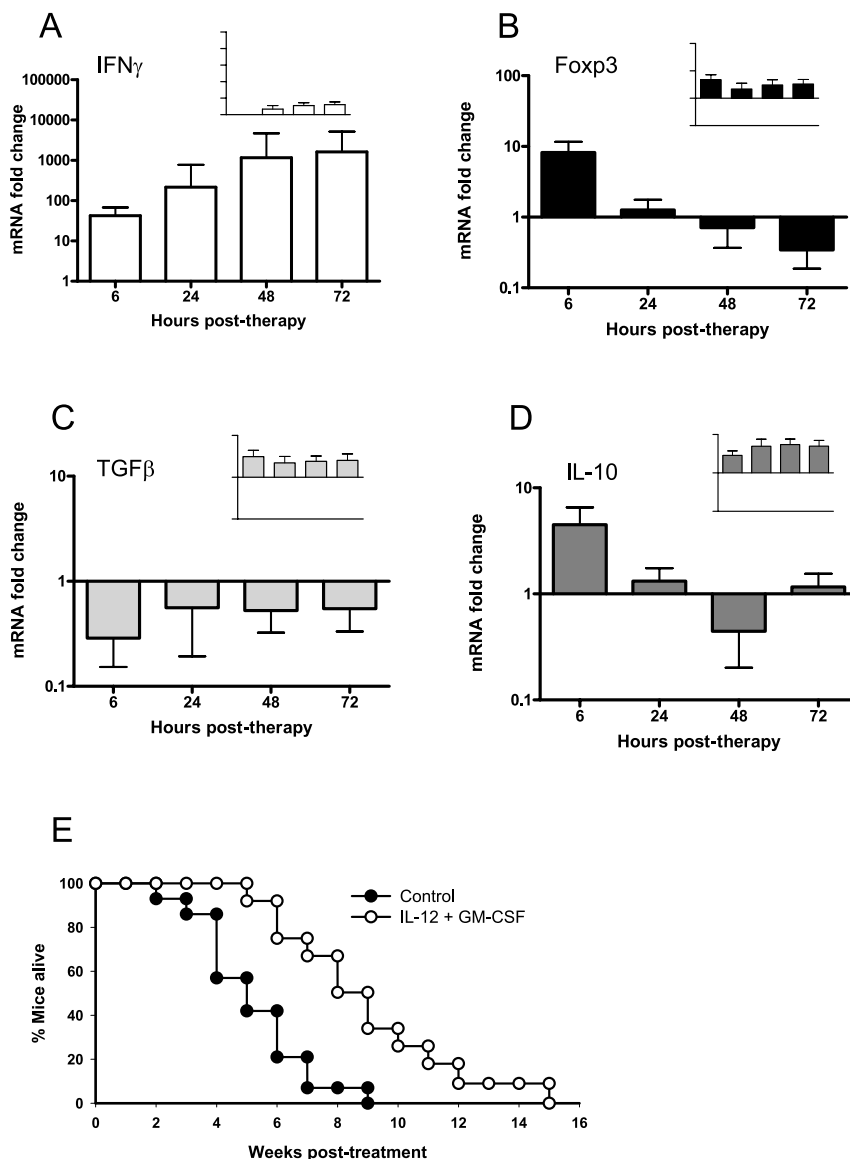 A
IFNγ
mRNA fold change
100000
10000
1000
100
10
1
6 24 48 72
Hours post-therapy
B
Foxp3
mRNA fold change
100
10
1
0.1
6 24 48 72
Hours post-therapy
C
TGFβ
mRNA fold change
10
1
0.1
6 24 48 72
Hours post-therapy
D
IL-10
mRNA fold change
10
1
0.1
6 24 48 72
Hours post-therapy
E
% Mice alive
100
80
60
40
20
0
Control
IL-12 + GM-CSF
0 2 4 6 8 10 12 14 16
Weeks post-treatment